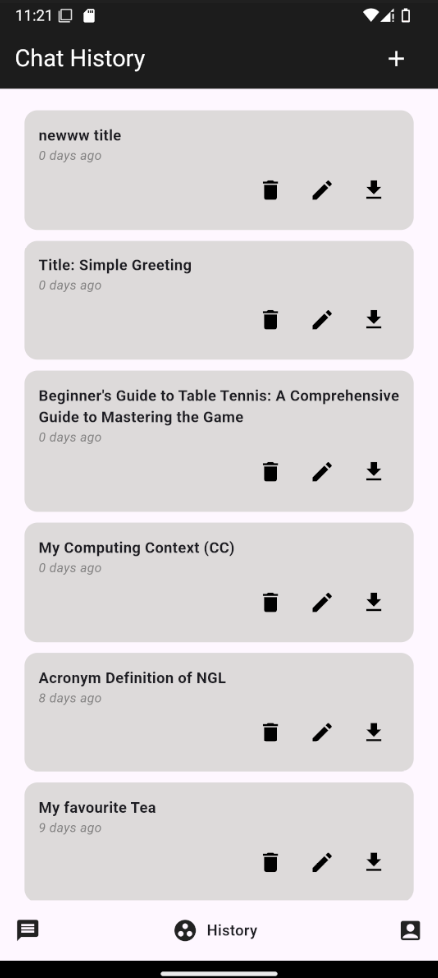 11:21
Chat History
newww title
0 days ago
Title: Simple Greeting
0 days ago
Beginner's Guide to Table Tennis: A Comprehensive
Guide to Mastering the Game
0 days ago
My Computing Context (CC)
0 days ago
Acronym Definition of NGL
8 days ago
My favourite Tea
9 days ago
History